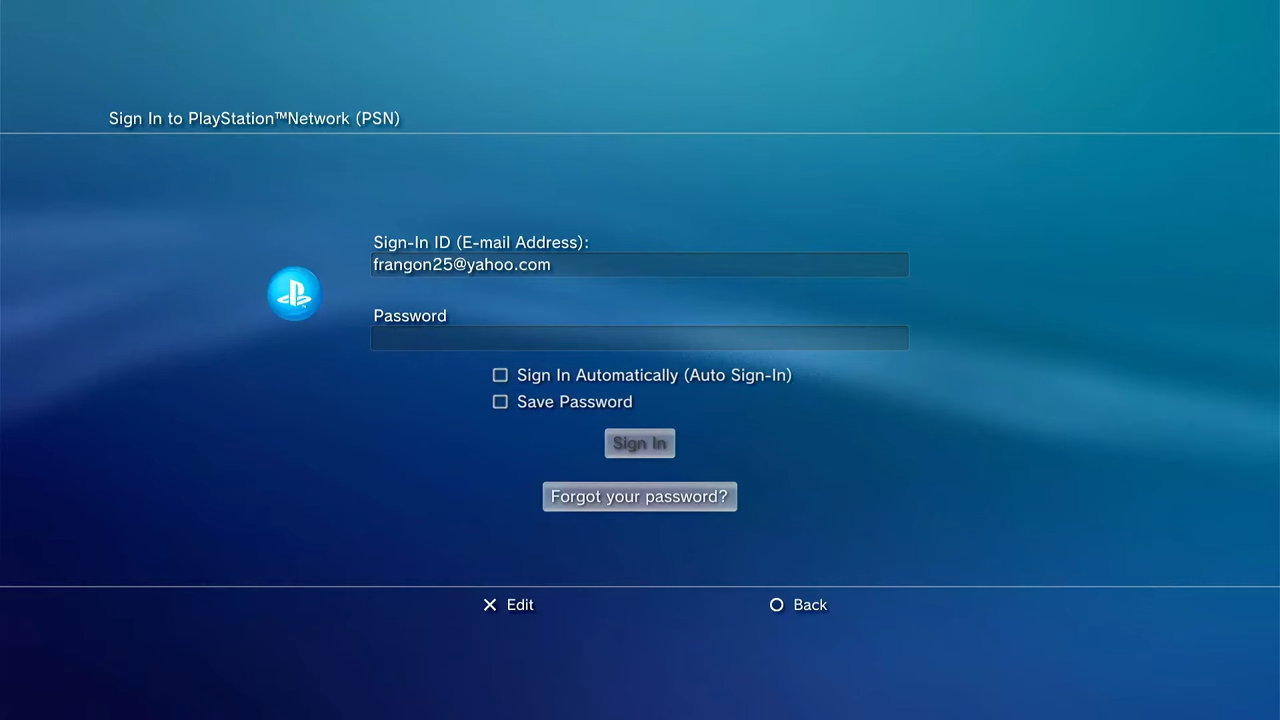 Sign In to PlayStation™Network (PSN)
Sign-In ID (E-mail Address):
frangon25@yahoo.com
Password
Sign In Automatically (Auto Sign-In)
Save Password
Sign In
Forgot your password?
Edit
Back